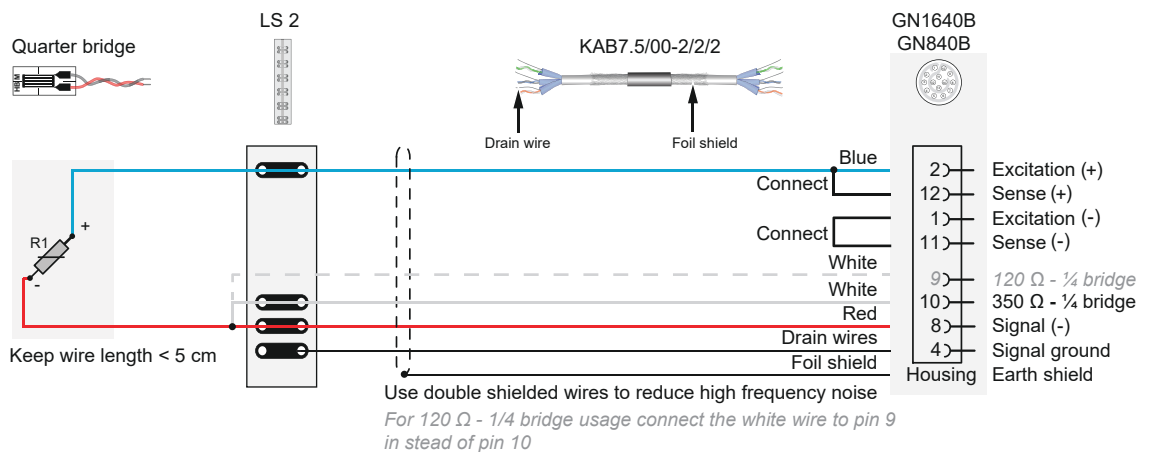 LS 2
GN1640B
GN840B
Quarter bridge
KAB7.5/00-2/2/2
HBM
Drain wire
Foil shield
Blue
2
Excitation (+)
Connect
12
Sense (+)
1
Excitation (-)
Connect
11
Sense (-)
R1
+
-
White
9
120 Ω - ¼ bridge
White
10
350 Ω - ¼ bridge
Red
8
Signal (-)
Drain wires
4
Signal ground
Keep wire length < 5 cm
Foil shield
Housing
Earth shield
Use double shielded wires to reduce high frequency noise
For 120 Ω - 1/4 bridge usage connect the white wire to pin 9
in stead of pin 10